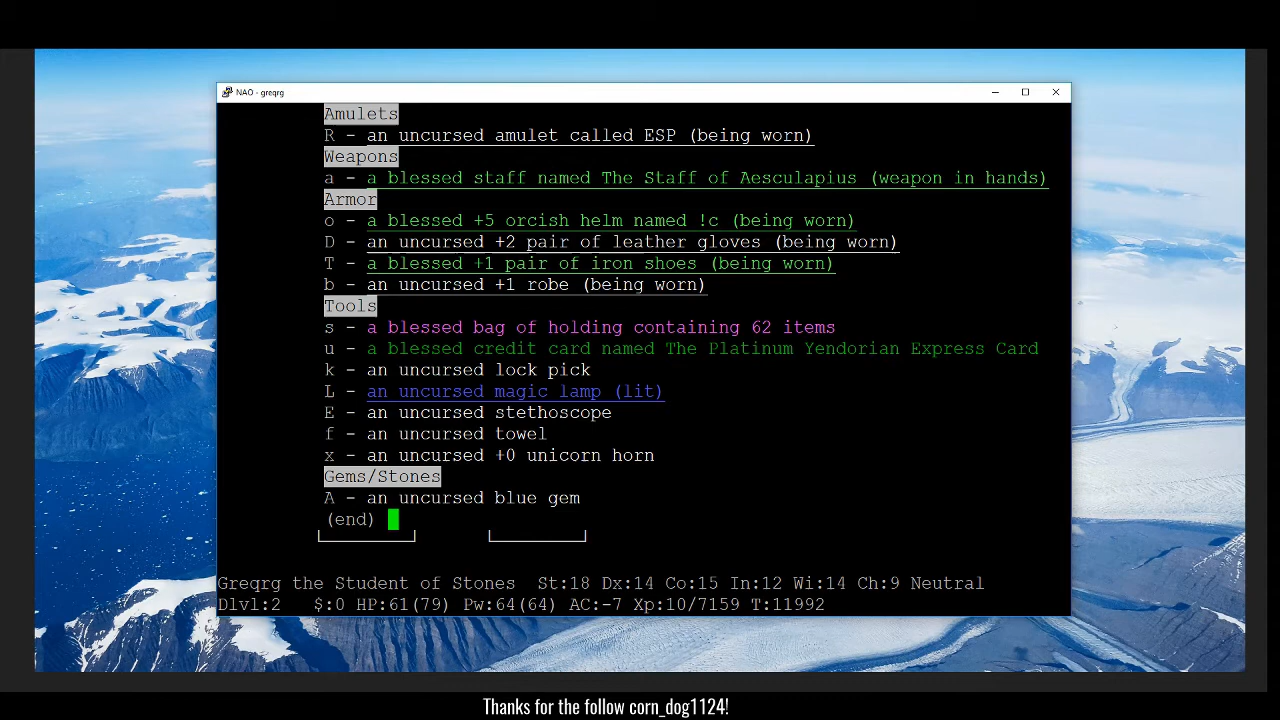 NAO - greqrg
Amulets
R - an uncursed amulet called ESP (being worn)
Weapons
a - a blessed staff named The Staff of Aesculapius (weapon in hands)
Armor
o - a blessed +5 orcish helm named !c (being worn)
D - an uncursed +2 pair of leather gloves (being worn)
T - a blessed +1 pair of iron shoes (being worn)
b - an uncursed +1 robe (being worn)
Tools
s - a blessed bag of holding containing 62 items
u - a blessed credit card named The Platinum Yendorian Express Card
k - an uncursed lock pick
L - an uncursed magic lamp (lit)
E - an uncursed stethoscope
f - an uncursed towel
x - an uncursed +0 unicorn horn
Gems/Stones
A - an uncursed blue gem
(end)
Greqrg the Student of Stones St:18 Dx:14 Co:15 In:12 Wi:14 Ch:9 Neutral
Dlvl:2 $:0 HP:61(79) Pw:64(64) AC:-7 Xp:10/7159 T:11992
Thanks for the follow corn_dog1124!